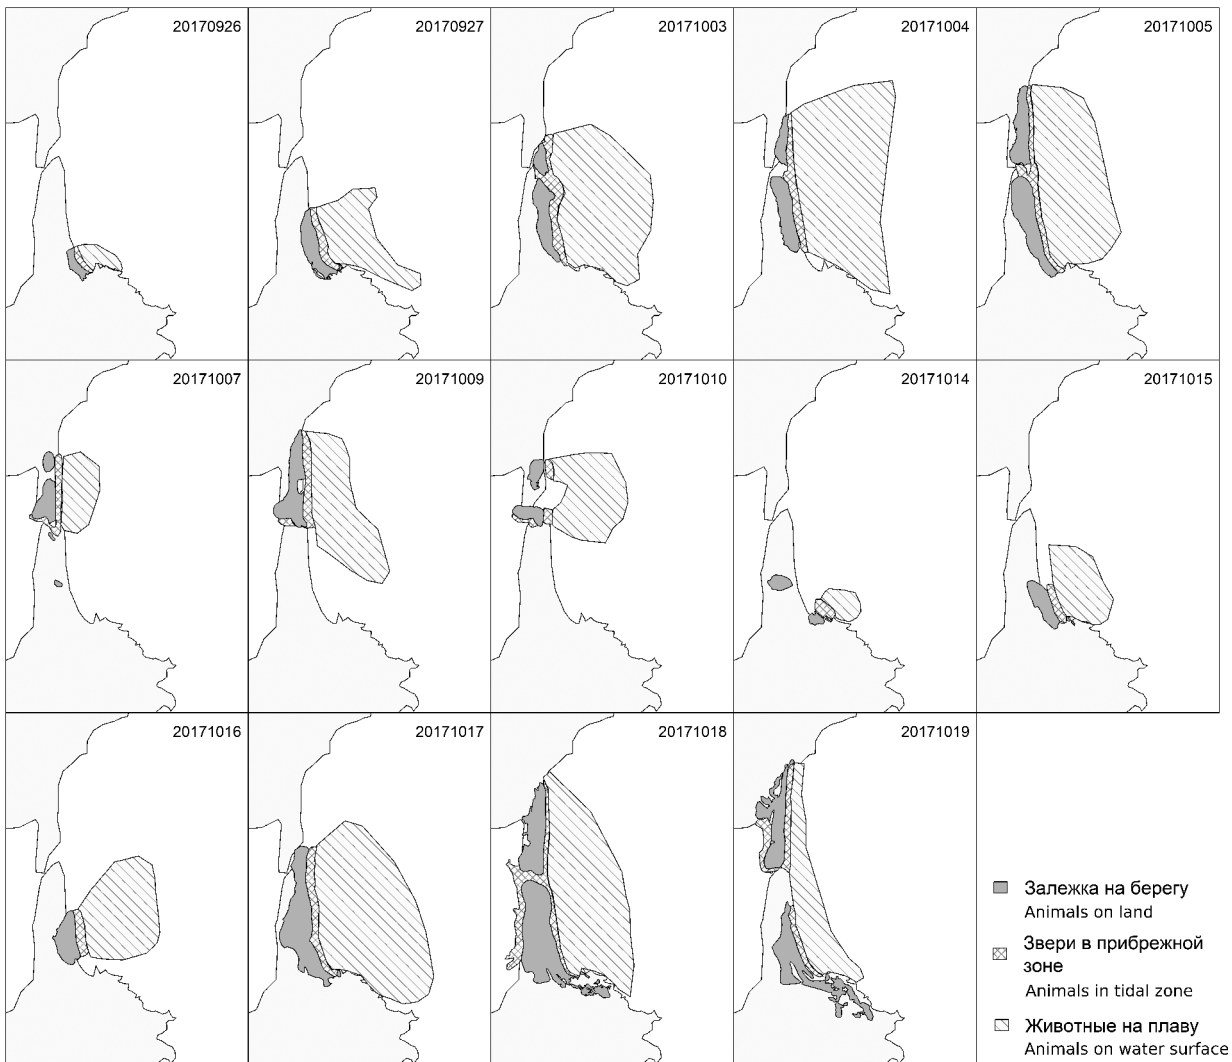 20170926
20170927
20171003
20171004
20171005
20171007
20171009
20171010
20171014
20171015
20171016
20171017
20171018
20171019
Залежка на берегу
Animals on land
Звери в прибрежной
зоне
Animals in tidal zone
Животные на плаву
Animals on water surface